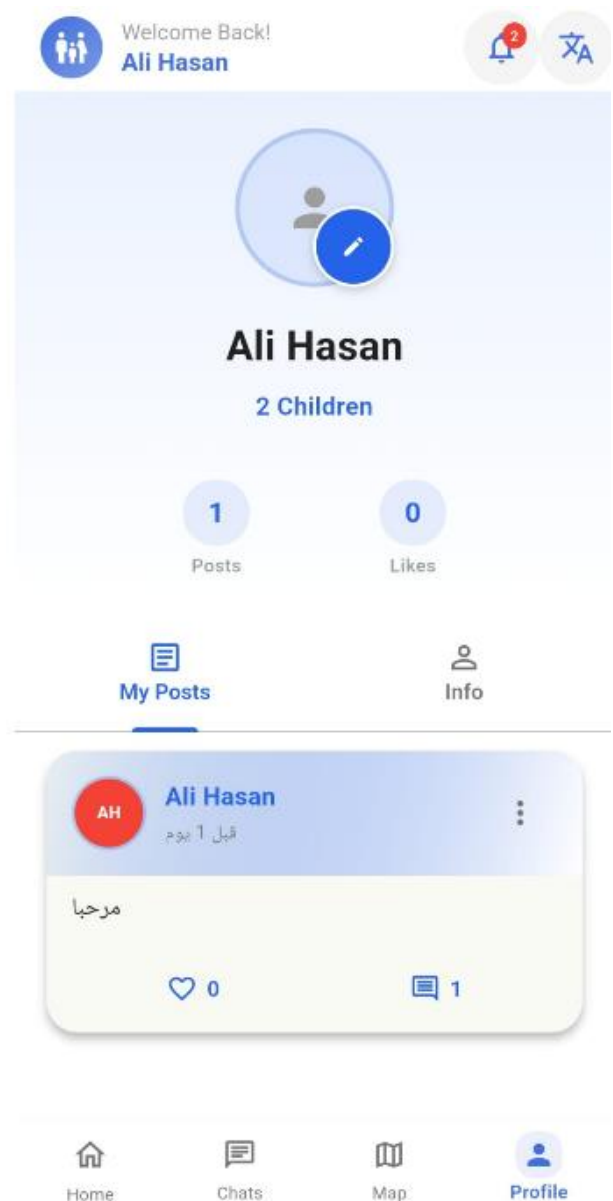 Welcome Back!
2
Ali Hasan
Ali Hasan
2 Children
1
0
Posts
Likes
My Posts
Info
AH
Ali Hasan
قبل 1 يوم
مرحبا
0
1
Home
Chats
Map
Profile